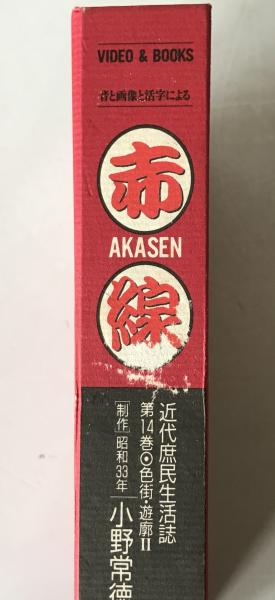 VIDEO & BOOKS
音と画像と活字による
赤
AKASEN
線
近代庶民生活誌
第14巻◉色街・遊廓II
[制作]昭和33年 小野常徳